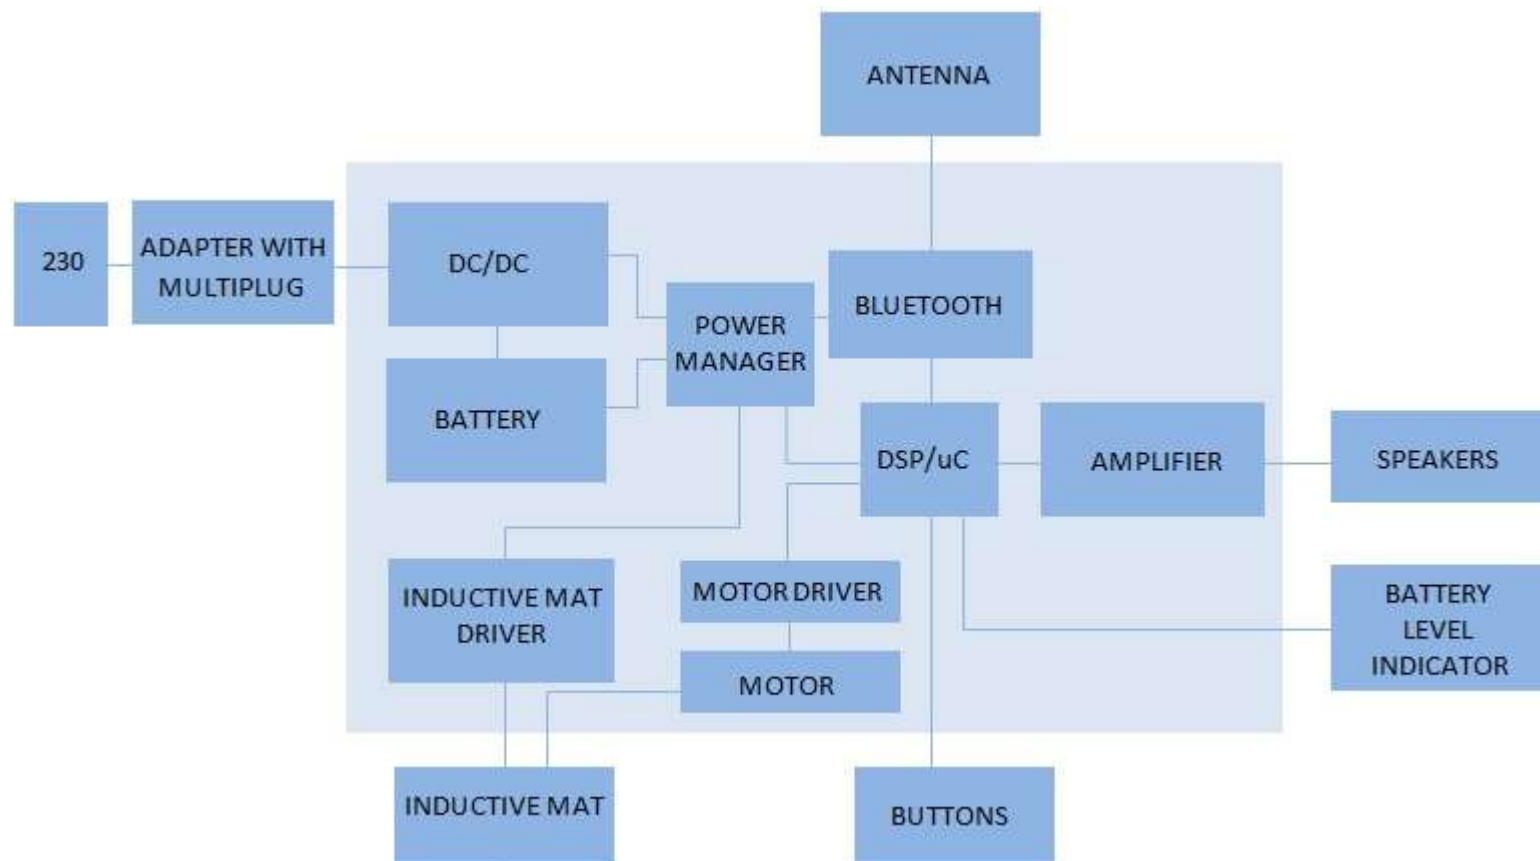 ANTENNA
230
ADAPTER WITH
MULTIPLUG
DC/DC
POWER
MANAGER
BLUETOOTH
BATTERY
DSP/uC
AMPLIFIER
SPEAKERS
INDUCTIVE MAT
DRIVER
MOTOR DRIVER
MOTOR
BATTERY
LEVEL
INDICATOR
INDUCTIVE MAT
BUTTONS